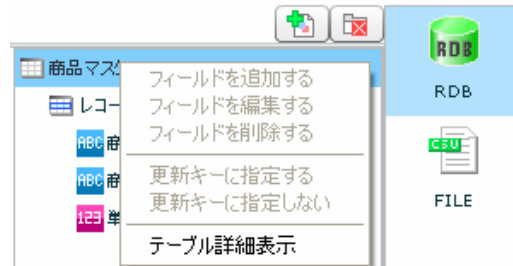 商品マス
フィールドを追加する
フィールドを編集する
フィールドを削除する
更新キーに指定する
更新キーに指定しない
テーブル詳細表示
レコー
ABC 商
ABC 商
123 単
RDB
RDB
CSV
FILE